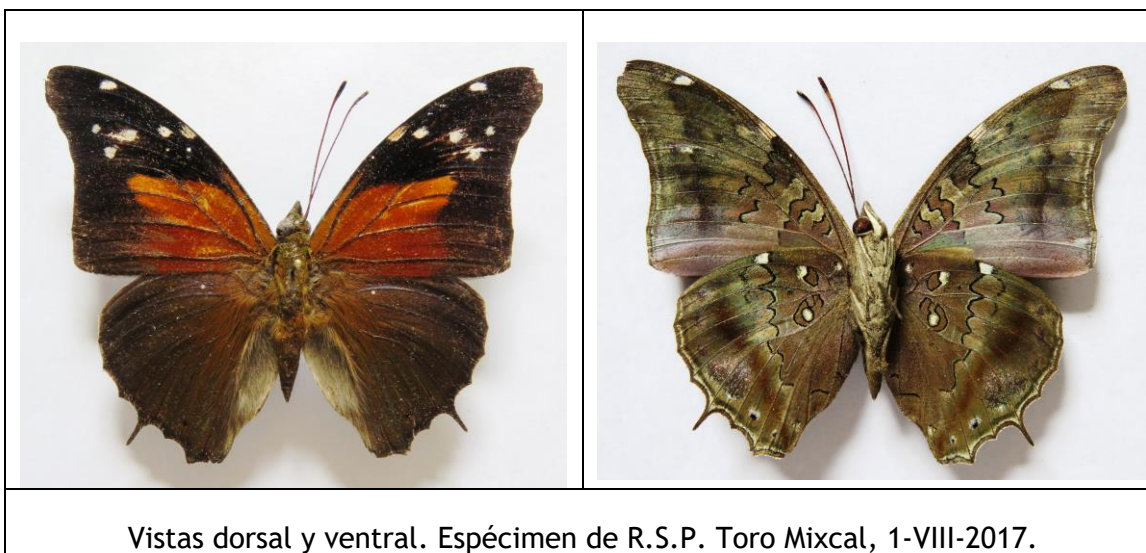 Vistas dorsal y ventral. Espécimen de R.S.P. Toro Mixcal, 1-VIII-2017.